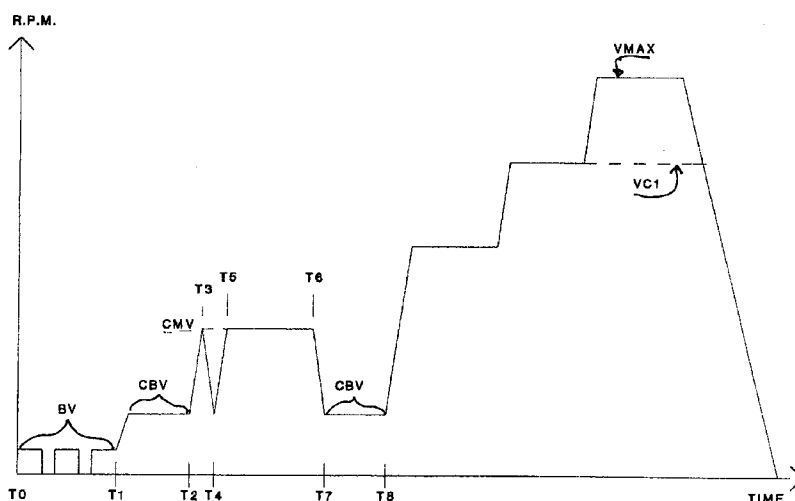 R.P.M.
VMAX
VC1
T5
T6
T3
CMV
CBV
CBV
BV
T0
T1
T2
T4
T7
T8
TIME